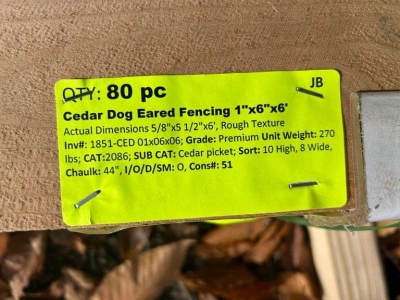 QTY: 80 pc
JB
Cedar Dog Eared Fencing 1"x6"x6'
Actual Dimensions 5/8"x5 1/2"x6', Rough Texture
Inv#: 1851-CED 01x06x06; Grade: Premium Unit Weight: 270
lbs; CAT:2086; SUB CAT: Cedar picket; Sort: 10 High, 8 Wide,
Chaulk: 44", I/O/D/SM: O, Cons#: 51